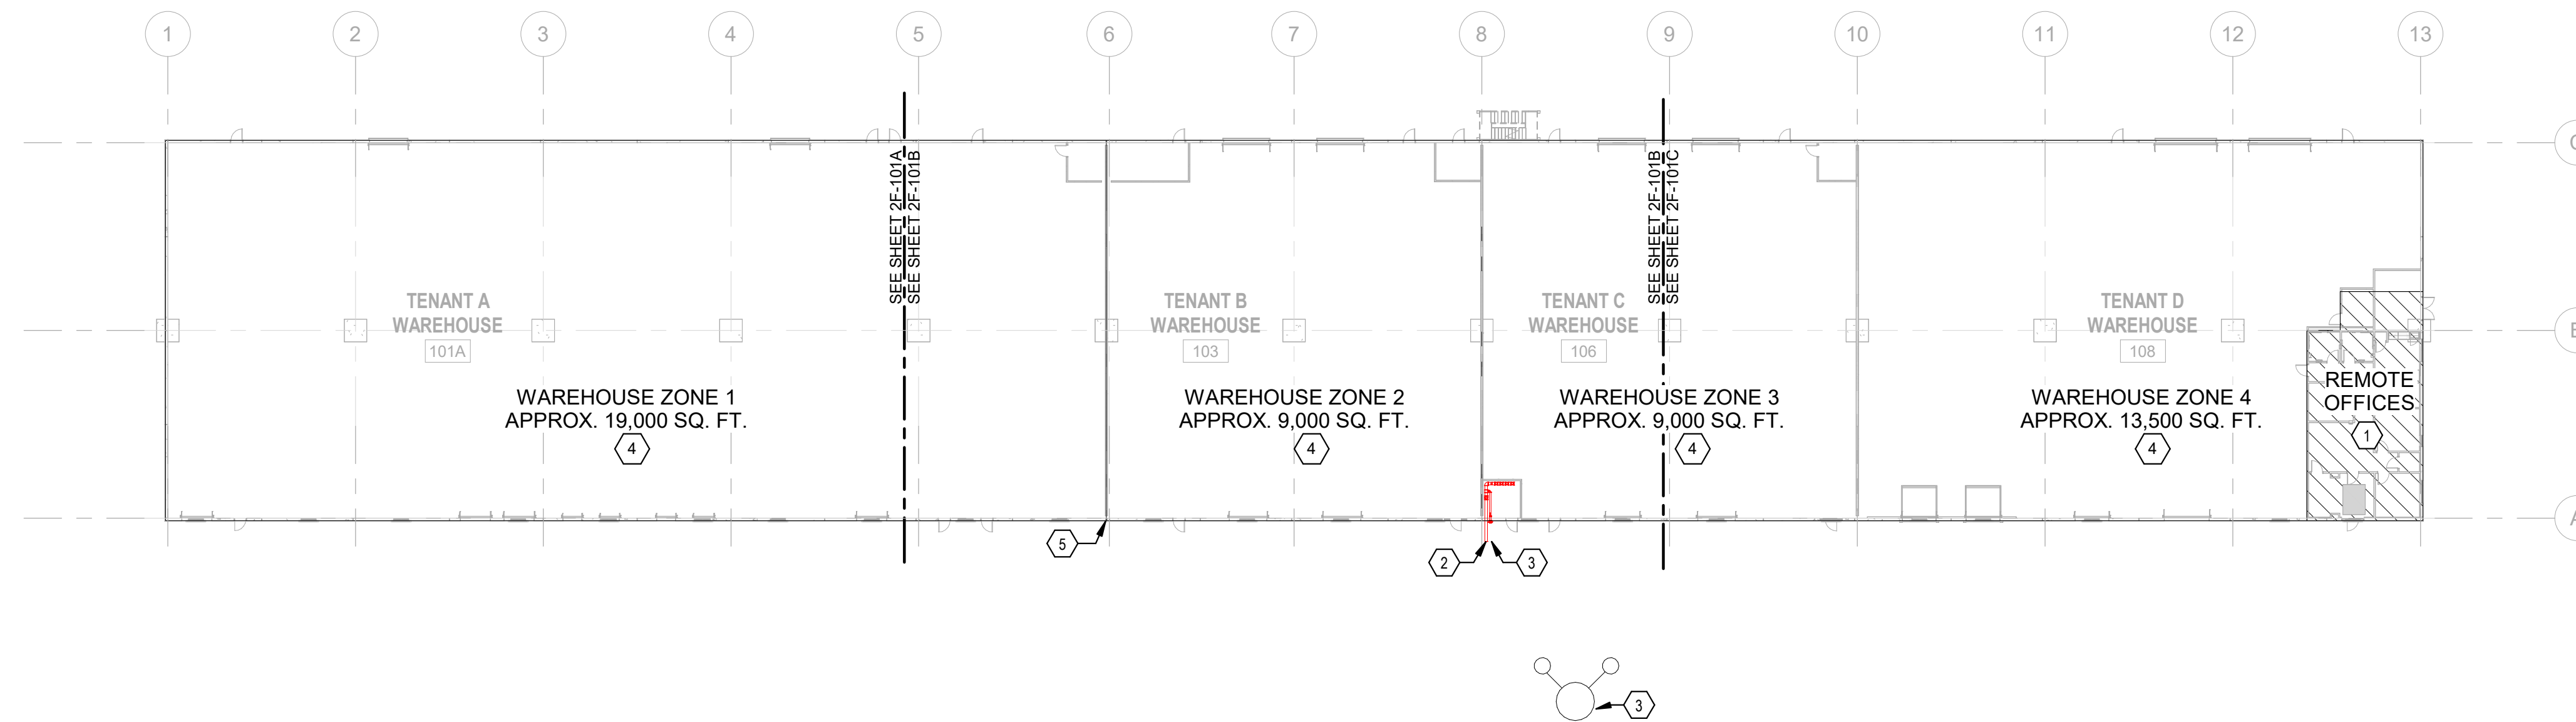 1 2 3 4 5 6 7 8 9 10 11 12 13
SEE SHEET 2F-101A
SEE SHEET 2F-101B
SEE SHEET 2F-101B
SEE SHEET 2F-101C
TENANT A
WAREHOUSE
101A
TENANT B
WAREHOUSE
103
TENANT C
WAREHOUSE
106
TENANT D
WAREHOUSE
108
WAREHOUSE ZONE 1
APPROX. 19,000 SQ. FT.
4
WAREHOUSE ZONE 2
APPROX. 9,000 SQ. FT.
4
WAREHOUSE ZONE 3
APPROX. 9,000 SQ. FT.
4
WAREHOUSE ZONE 4
APPROX. 13,500 SQ. FT.
4
REMOTE
OFFICES
1
5
2
3
3